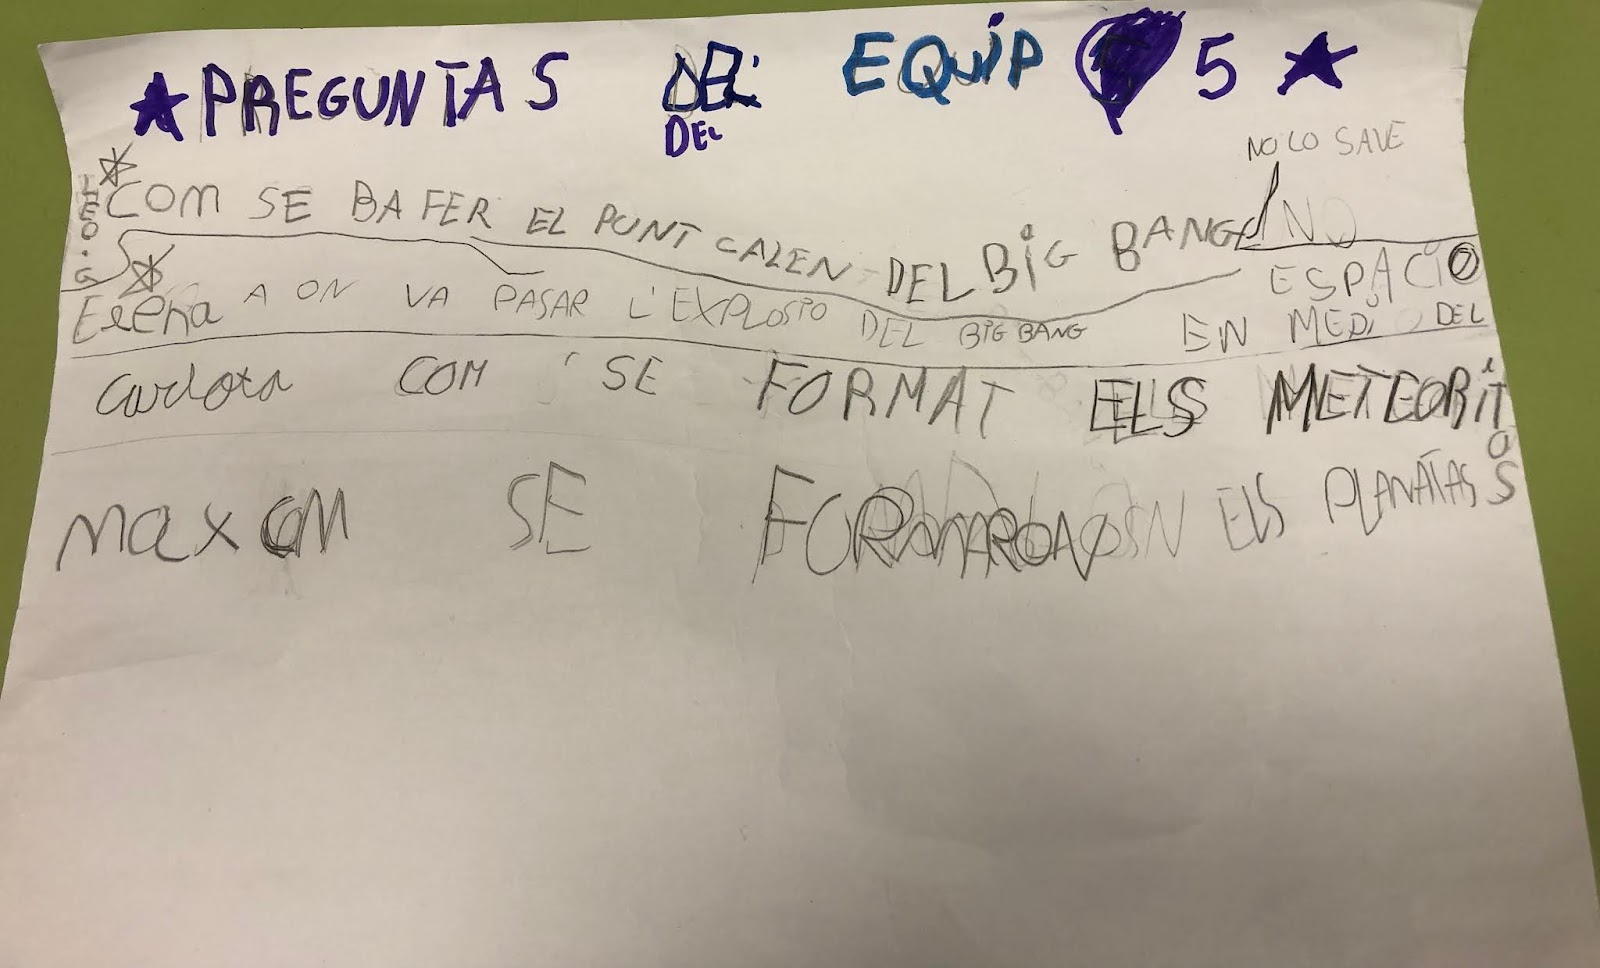 PREGUNTAS DEL' EQUIP 5
DEL
NO LO SAVE
LHEO.G COM SE BA FER EL PUNT CALEN DEL BIG BANG NO
Elena A ON VA PASAR L'EXPLOSIO DEL BIG BANG EN MEDIO DEL ESPACIO
Carlota COM SE FORMAT ELS METEORITOS
MAX COM SE FORMARON ELS PLANATAS